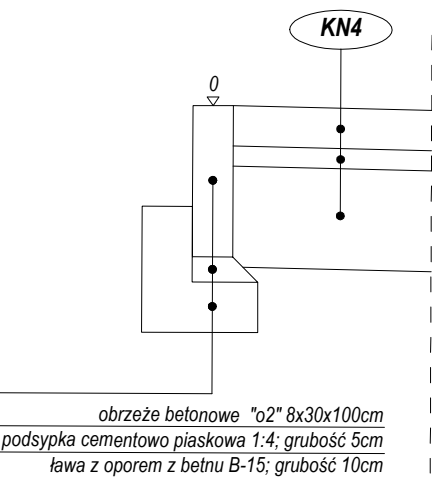 KN4
0
obrzeże betonowe "o2" 8x30x100cm
podsypka cementowo piaskowa 1:4; grubość 5cm
ława z oporem z betnu B-15; grubość 10cm